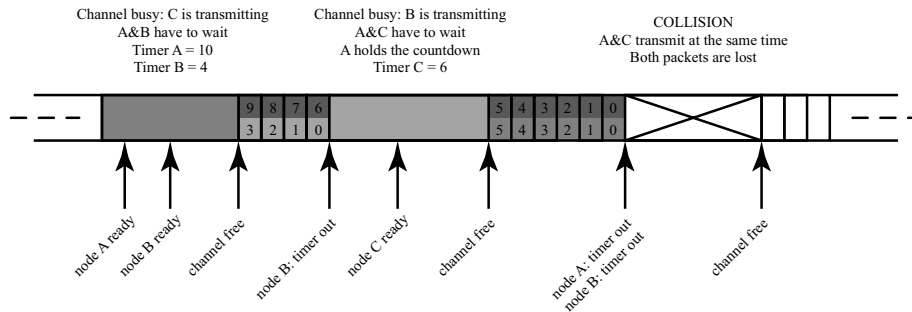 Channel busy: C is transmitting
A&B have to wait
Timer A = 10
Timer B = 4
Channel busy: B is transmitting
A&C have to wait
A holds the countdown
Timer C = 6
COLLISION
A&C transmit at the same time
Both packets are lost
9 8 7 6
3 2 1 0
5 4 3 2 1 0
5 4 3 2 1 0
node A ready
node B ready
channel free
node B: timer out
node C ready
channel free
node A: timer out
node B: timer out
channel free